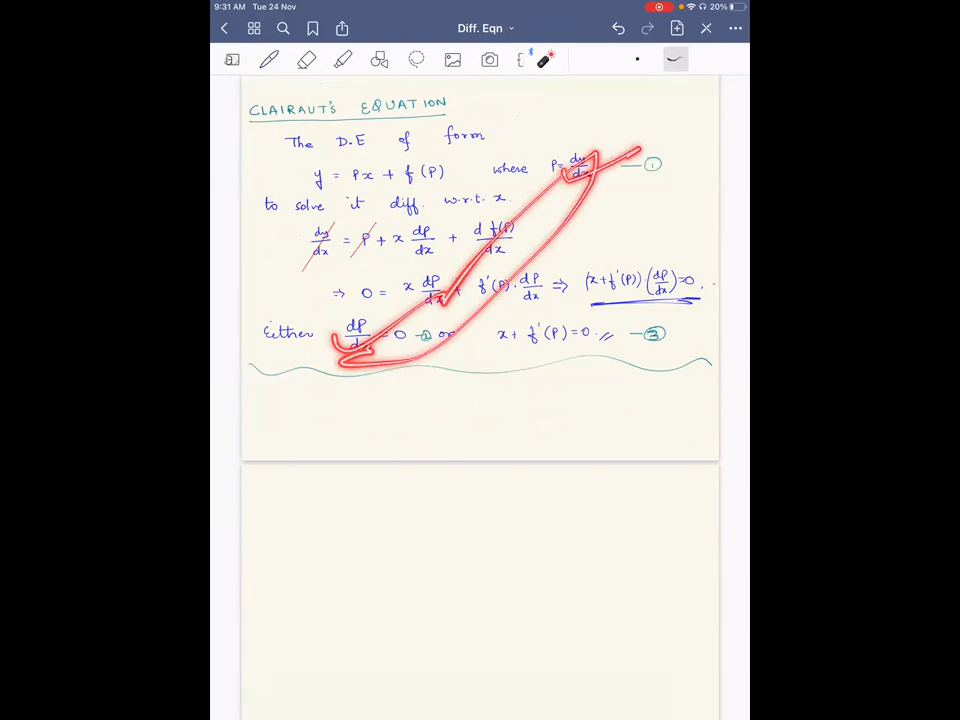 9:31 AM Tue 24 Nov 20%
Diff. Eqn
CLAIRAUT'S EQUATION
The D.E of form
y = Px + f(P) where P = dy/dx — ①
to solve it diff. w.r.t. x.
dy/dx = P + x dP/dx + d f(P)/dx
⇒ 0 = x dP/dx + f'(P) · dP/dx ⇒ (x+f'(P)) (dP/dx) = 0.
Either dP/dx = 0 —② or x + f'(P) = 0 // —③